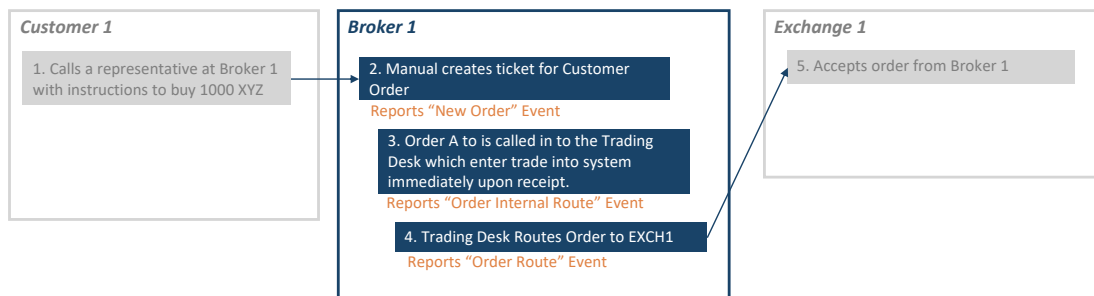 Customer 1
1. Calls a representative at Broker 1
with instructions to buy 1000 XYZ
Broker 1
2. Manual creates ticket for Customer
Order
Reports “New Order” Event
3. Order A to is called in to the Trading
Desk which enter trade into system
immediately upon receipt.
Reports “Order Internal Route” Event
4. Trading Desk Routes Order to EXCH1
Reports “Order Route” Event
Exchange 1
5. Accepts order from Broker 1